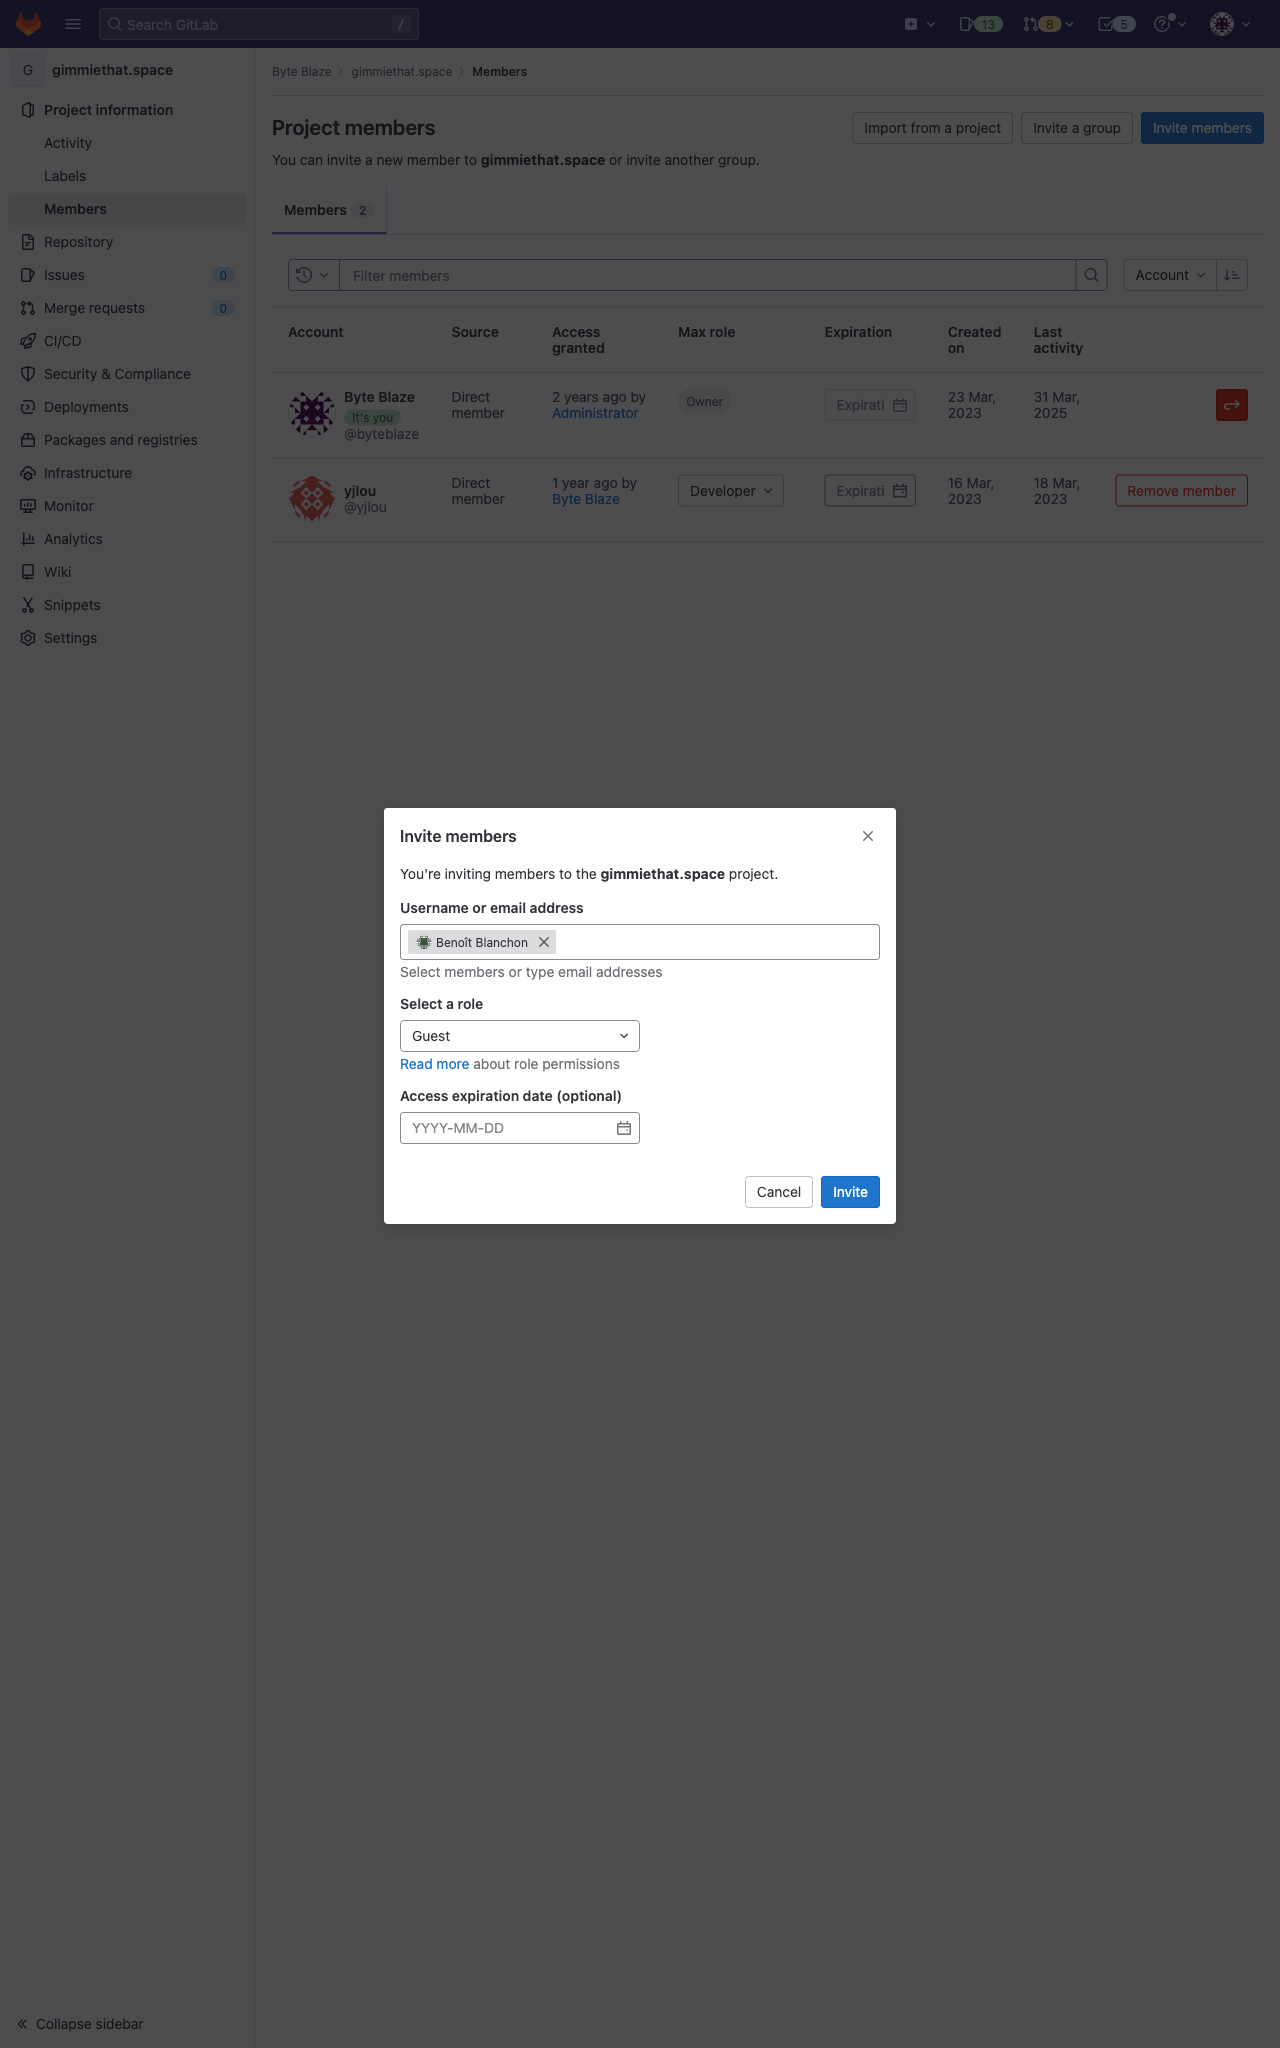 Search GitLab
/
13
8
5
G
gimmiethat.space
Project information
Activity
Labels
Members
Repository
Issues
0
Merge requests
0
CI/CD
Security & Compliance
Deployments
Packages and registries
Infrastructure
Monitor
Analytics
Wiki
Snippets
Settings
Collapse sidebar
Byte Blaze
gimmiethat.space
Members
Project members
Import from a project
Invite a group
Invite members
You can invite a new member to gimmiethat.space or invite another group.
Members 2
Filter members
Account
Account
Source
Access
granted
Max role
Expiration
Created
on
Last
activity
Byte Blaze
It's you
@byteblaze
Direct
member
2 years ago by
Administrator
Owner
Expirati
23 Mar,
2023
31 Mar,
2025
yjlou
@yjlou
Direct
member
1 year ago by
Byte Blaze
Developer
Expirati
16 Mar,
2023
18 Mar,
2023
Remove member
Invite members
You're inviting members to the gimmiethat.space project.
Username or email address
Benoît Blanchon
Select members or type email addresses
Select a role
Guest
Read more about role permissions
Access expiration date (optional)
YYYY-MM-DD
Cancel
Invite